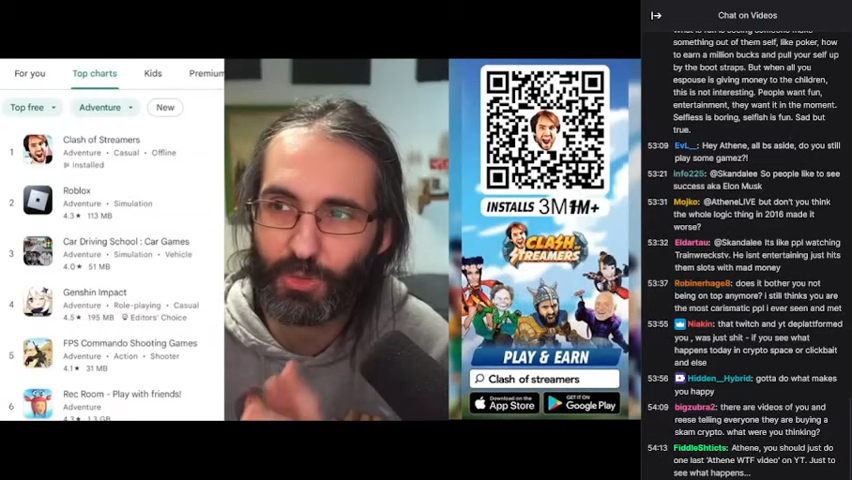 For you
Top charts
Kids
Premium
Top free
Adventure
New
1
Clash of Streamers
Adventure • Casual • Offline
Installed
2
Roblox
Adventure • Simulation
4.3★ 113 MB
3
Car Driving School : Car Games
Adventure • Simulation • Vehicle
4.0★ 51 MB
4
Genshin Impact
Adventure • Role-playing • Casual
4.5★ 195 MB Editors' Choice
5
FPS Commando Shooting Games
Adventure • Action • Shooter
4.1★ 31 MB
6
Rec Room - Play with friends!
Adventure
INSTALLS
CLASH OF
STREAMERS
PLAY & EARN
Clash of streamers
Download on the
App Store
GET IT ON
Google Play
Chat on Videos
something out of them self, like poker, how
to earn a million bucks and pull your self up
by the boot straps. But when all you
espouse is giving money to the children,
this is not interesting. People want fun,
entertainment, they want it in the moment.
Selfless is boring, selfish is fun. Sad but
true.
53:09 EvL__: Hey Athene, all bs aside, do you still
play some gamez?!
53:21 info225: @Skandalee So people like to see
success aka Elon Musk
53:31 Mojko: @AtheneLIVE but don't you think
the whole logic thing in 2016 made it
worse?
53:32 Eldartau: @Skandalee Its like ppl watching
Trainwreckstv. He isnt entertaining just hits
them slots with mad money
53:37 Robinerhage8: does it bother you not
being on top anymore? i still thinks you are
the most carismatic ppl i ever seen and met
53:55 Niakin: that twitch and yt deplattformed
you , was just shit - if you see what
happens today in crypto space or clickbait
and else
53:56 Hidden__Hybrid: gotta do what makes
you happy
54:09 bigzubra2: there are videos of you and
reese telling everyone they are buying a
skam crypto. what were you thinking?
54:13 FiddleShticts: Athene, you should just do
one last 'Athene WTF video' on YT. Just to
see what happens...